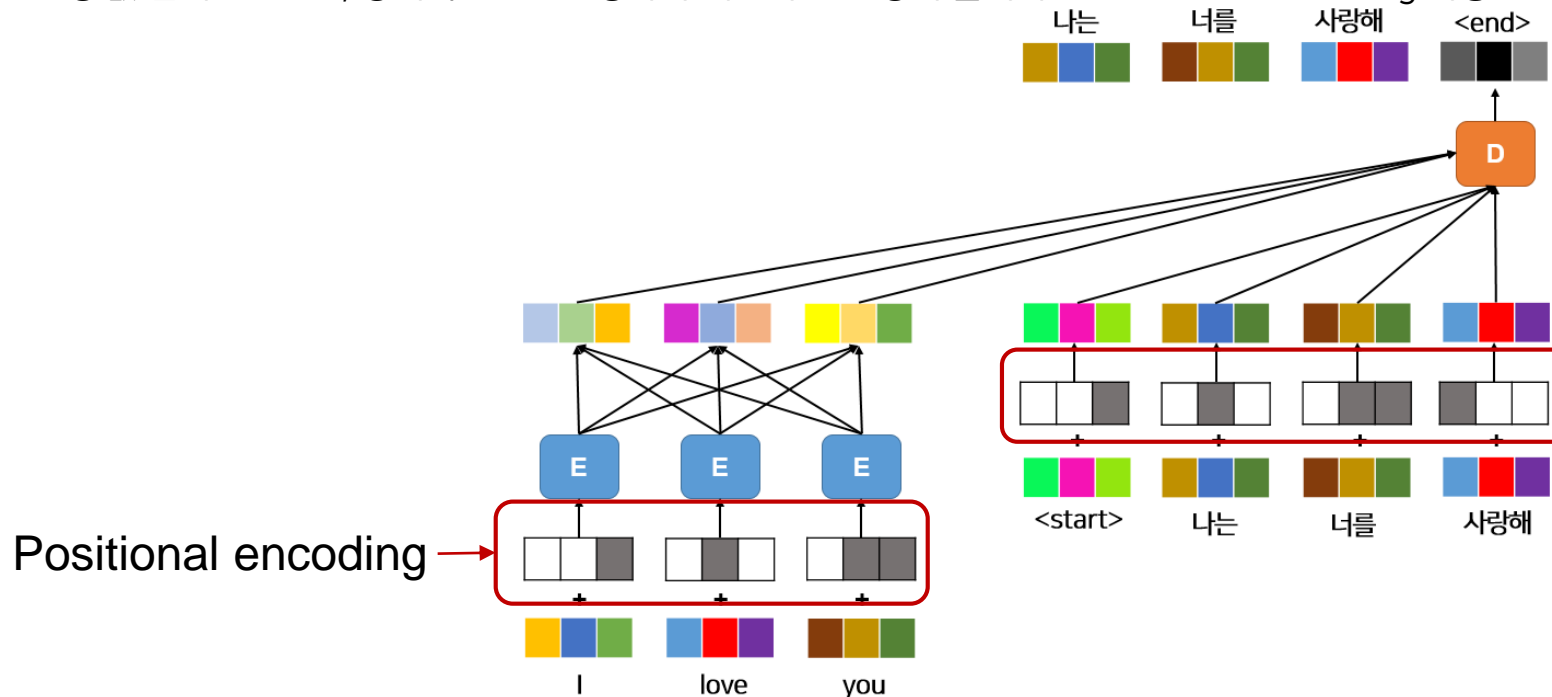 나는 너를 사랑해 <end>
D
E E E
+ + + +
<start> 나는 너를 사랑해
Positional encoding
+ + +
I love you